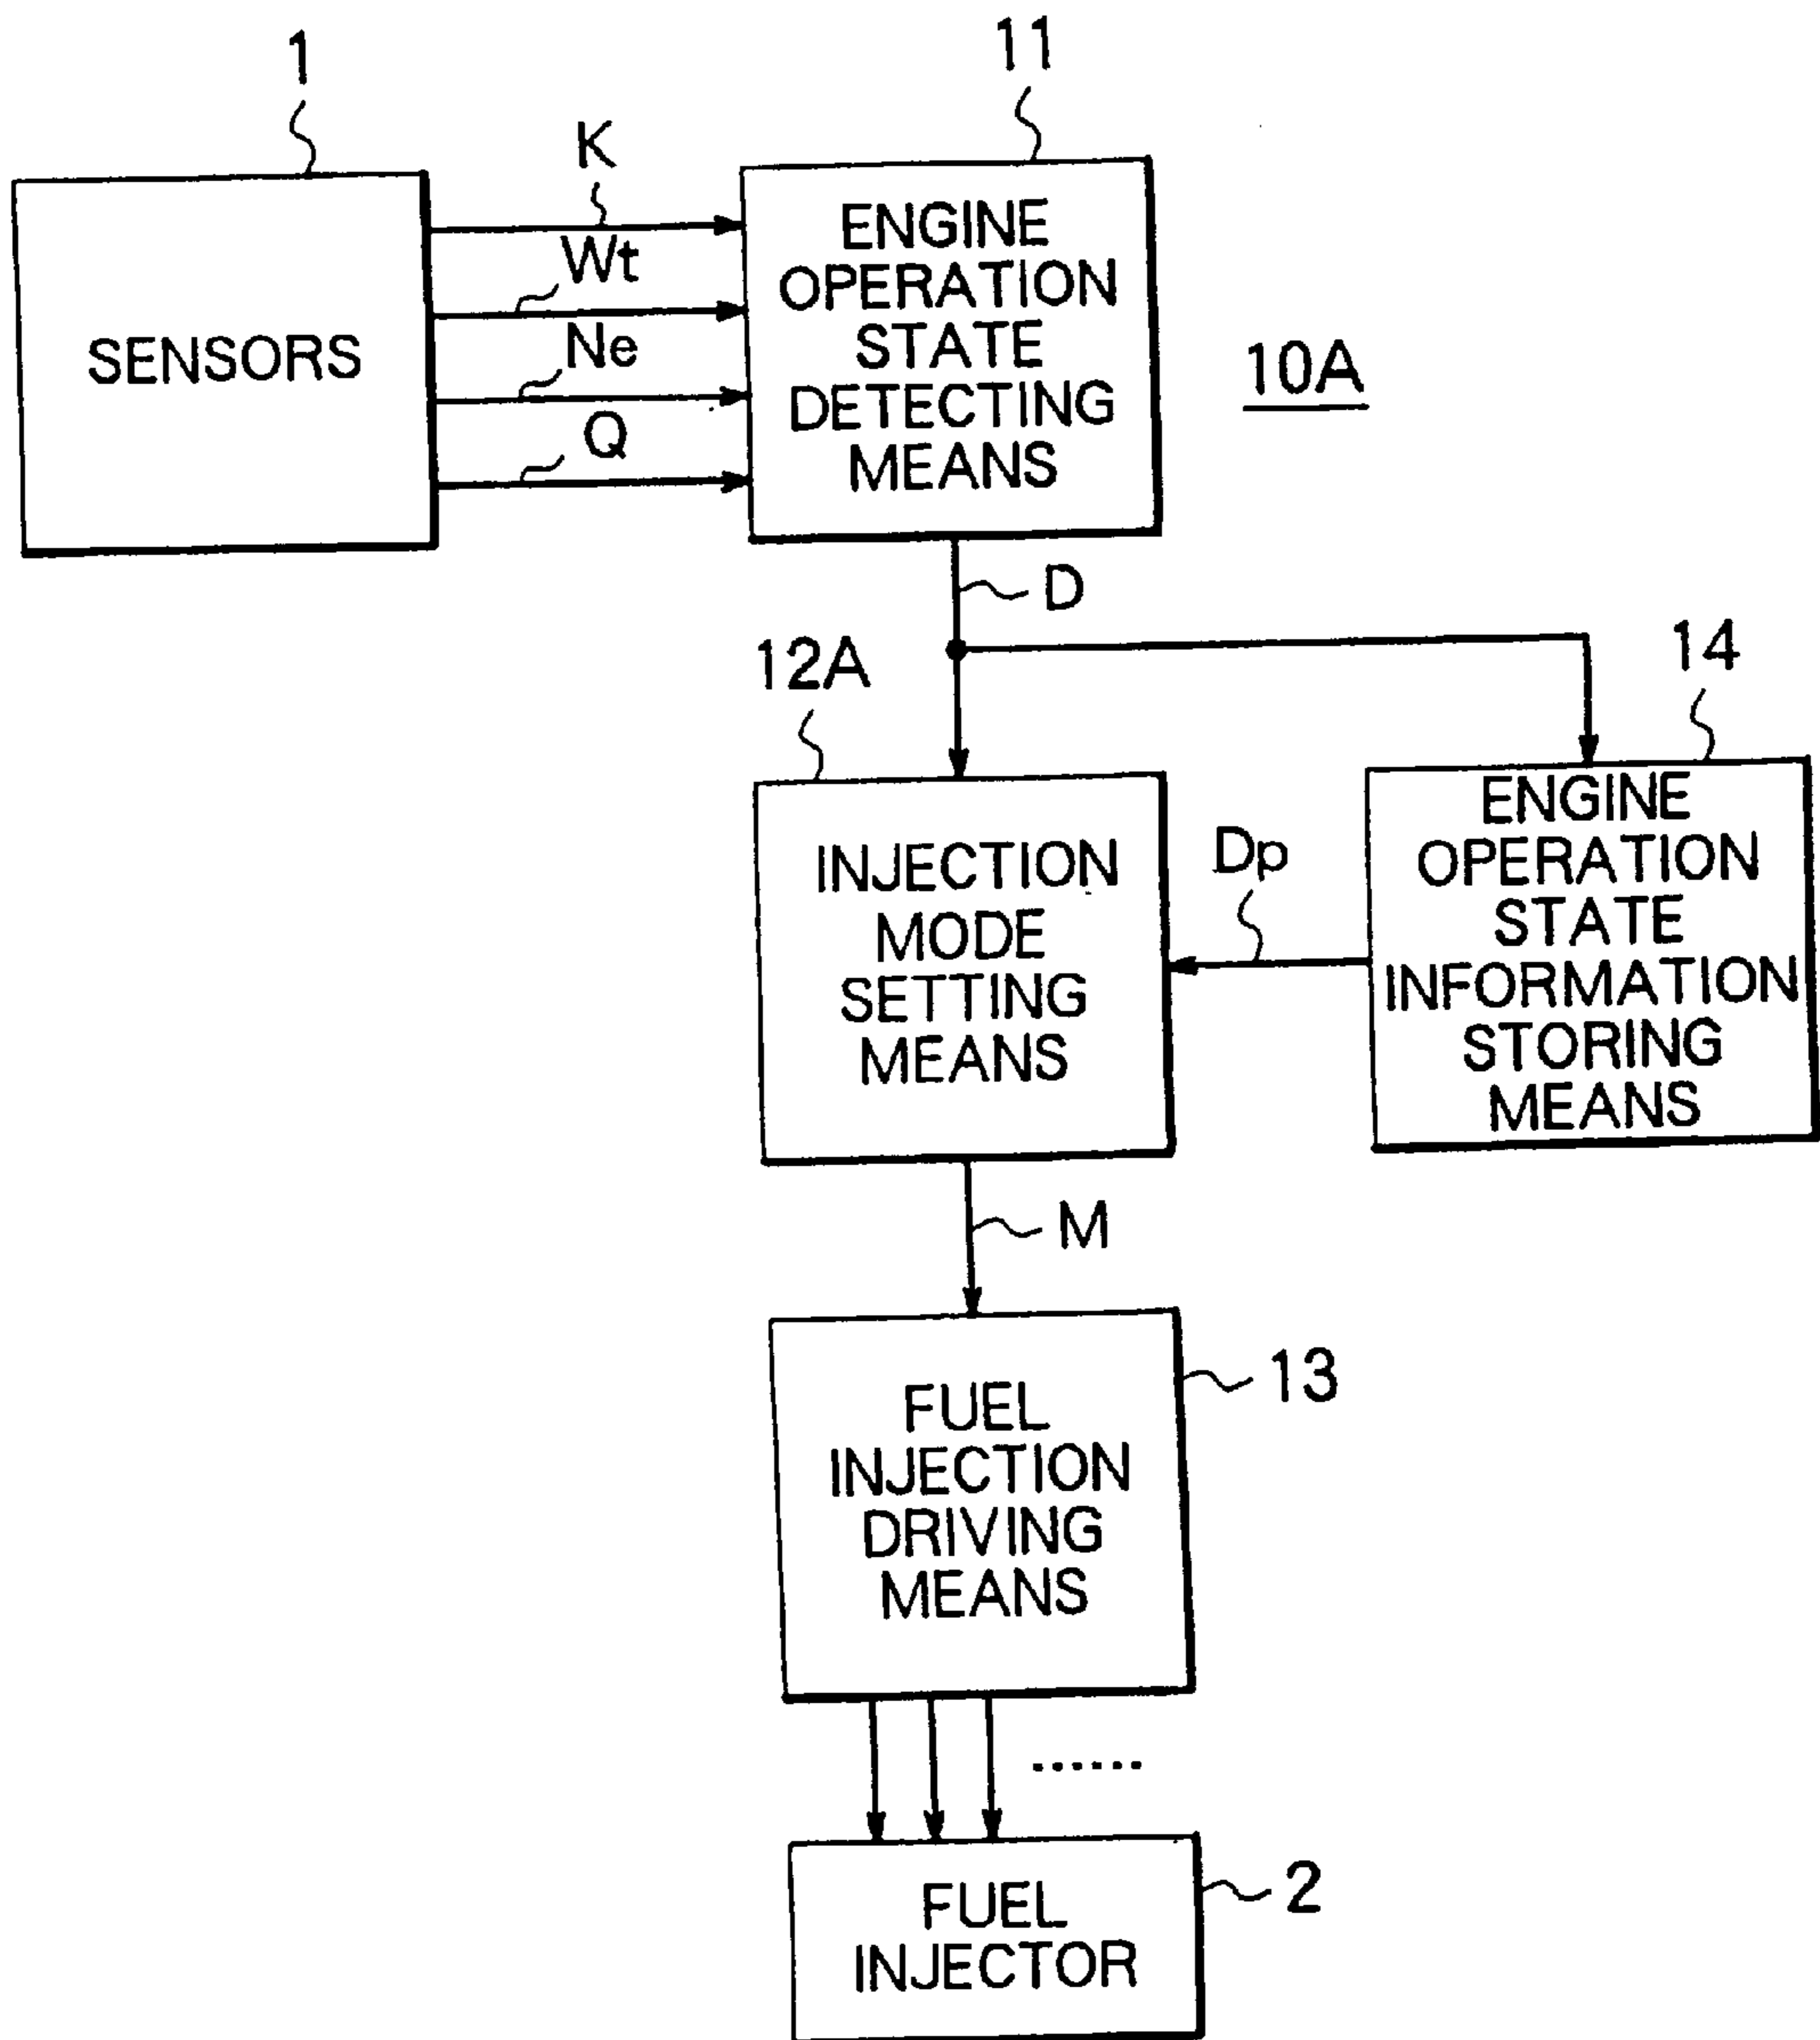 1
11
K
Wt
Ne
Q
SENSORS
ENGINE
OPERATION
STATE
DETECTING
MEANS
10A
D
12A
14
INJECTION
MODE
SETTING
MEANS
Dp
ENGINE
OPERATION
STATE
INFORMATION
STORING
MEANS
M
FUEL
INJECTION
DRIVING
MEANS
13
......
FUEL
INJECTOR
2